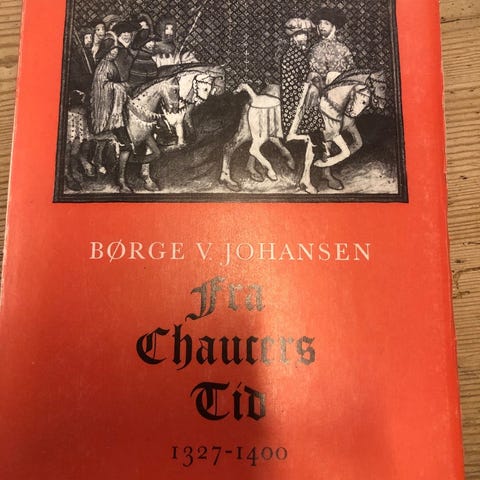 BØRGE V. JOHANSEN
Fra
Chaucers
Tid
1327-1400